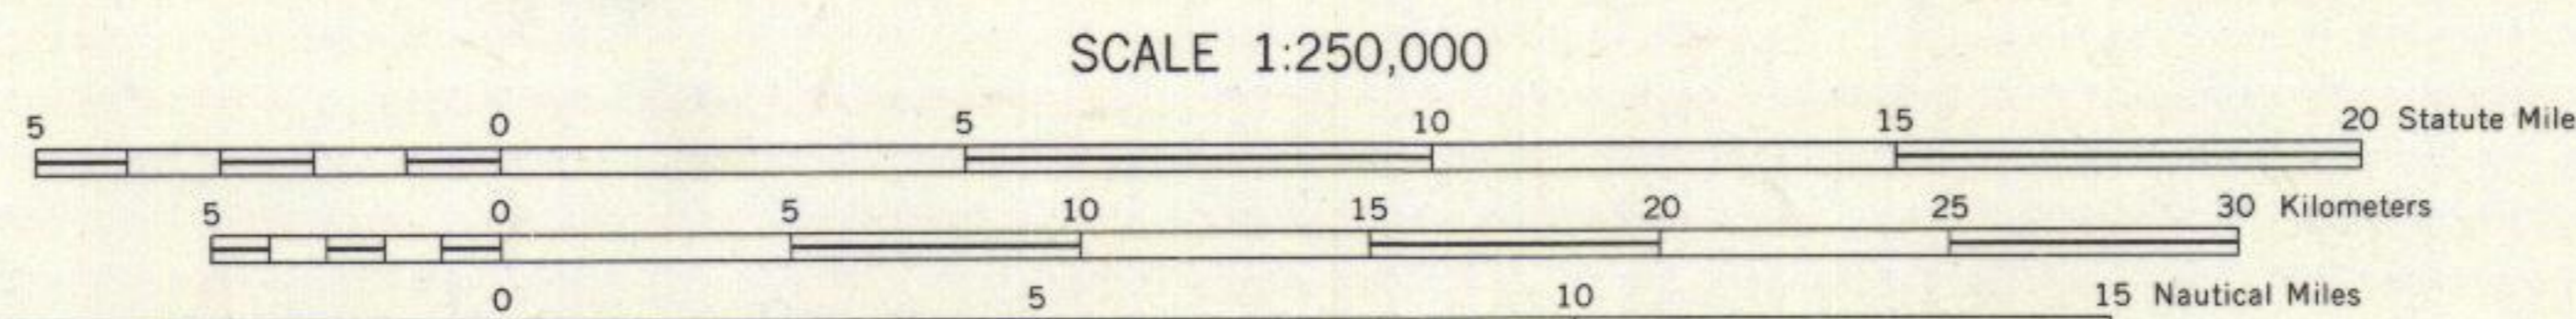 SCALE 1:250,000
5 0 5 10 15 20 Statute Mile
5 0 5 10 15 20 25 30 Kilometers
0 5 10 15 Nautical Miles